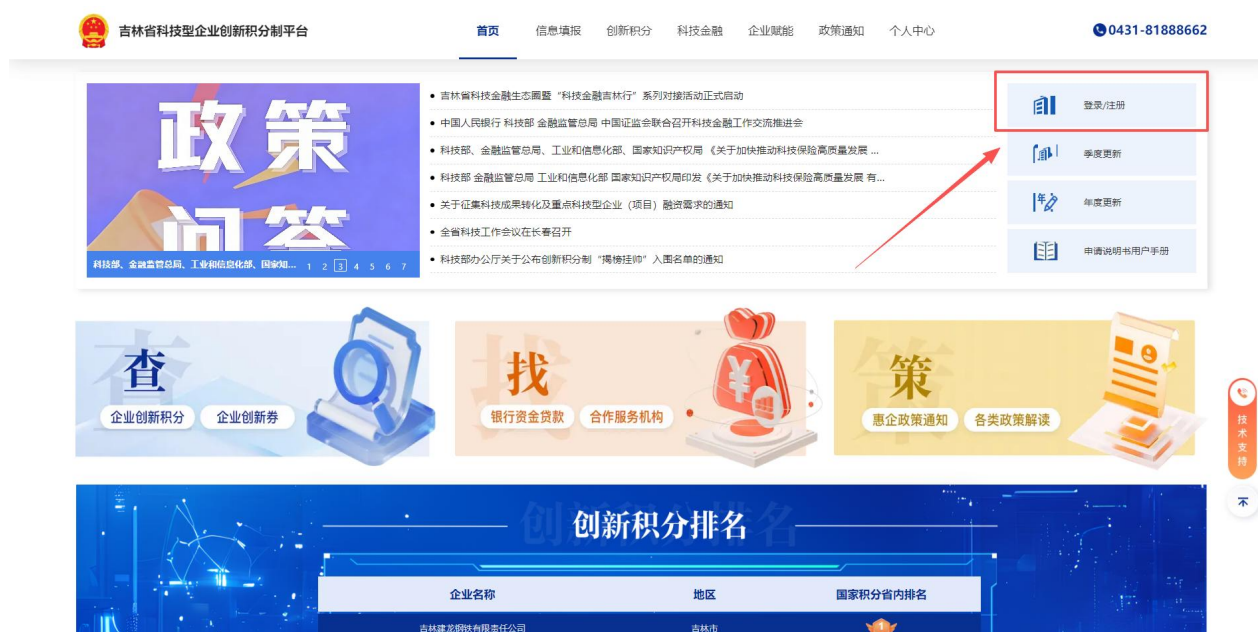 吉林省科技型企业创新积分制平台
首页 信息填报 创新积分 科技金融 企业赋能 政策通知 个人中心
0431-81888662
政策
问答
科技部、金融监管总局、工业和信息化部、国家知... 1 2 3 4 5 6 7
吉林省科技金融生态圈暨“科技金融吉林行”系列对接活动正式启动
中国人民银行 科技部 金融监管总局 中国证监会联合召开科技金融工作交流推进会
科技部、金融监管总局、工业和信息化部、国家知识产权局 《关于加快推动科技保险高质量发展 ...
科技部 金融监管总局 工业和信息化部 国家知识产权局印发《关于加快推动科技保险高质量发展 有...
关于征集科技成果转化及重点科技型企业（项目）融资需求的通知
全省科技工作会议在长春召开
科技部办公厅关于公布创新积分制“揭榜挂帅”入围名单的通知
登录/注册
季度更新
年度更新
申请说明书用户手册
查
企业创新积分 企业创新券
找
银行资金贷款 合作服务机构
策
惠企政策通知 各类政策解读
技术支持
创新积分排名
企业名称 地区 国家积分省内排名
吉林建龙钢铁有限责任公司 吉林市 1